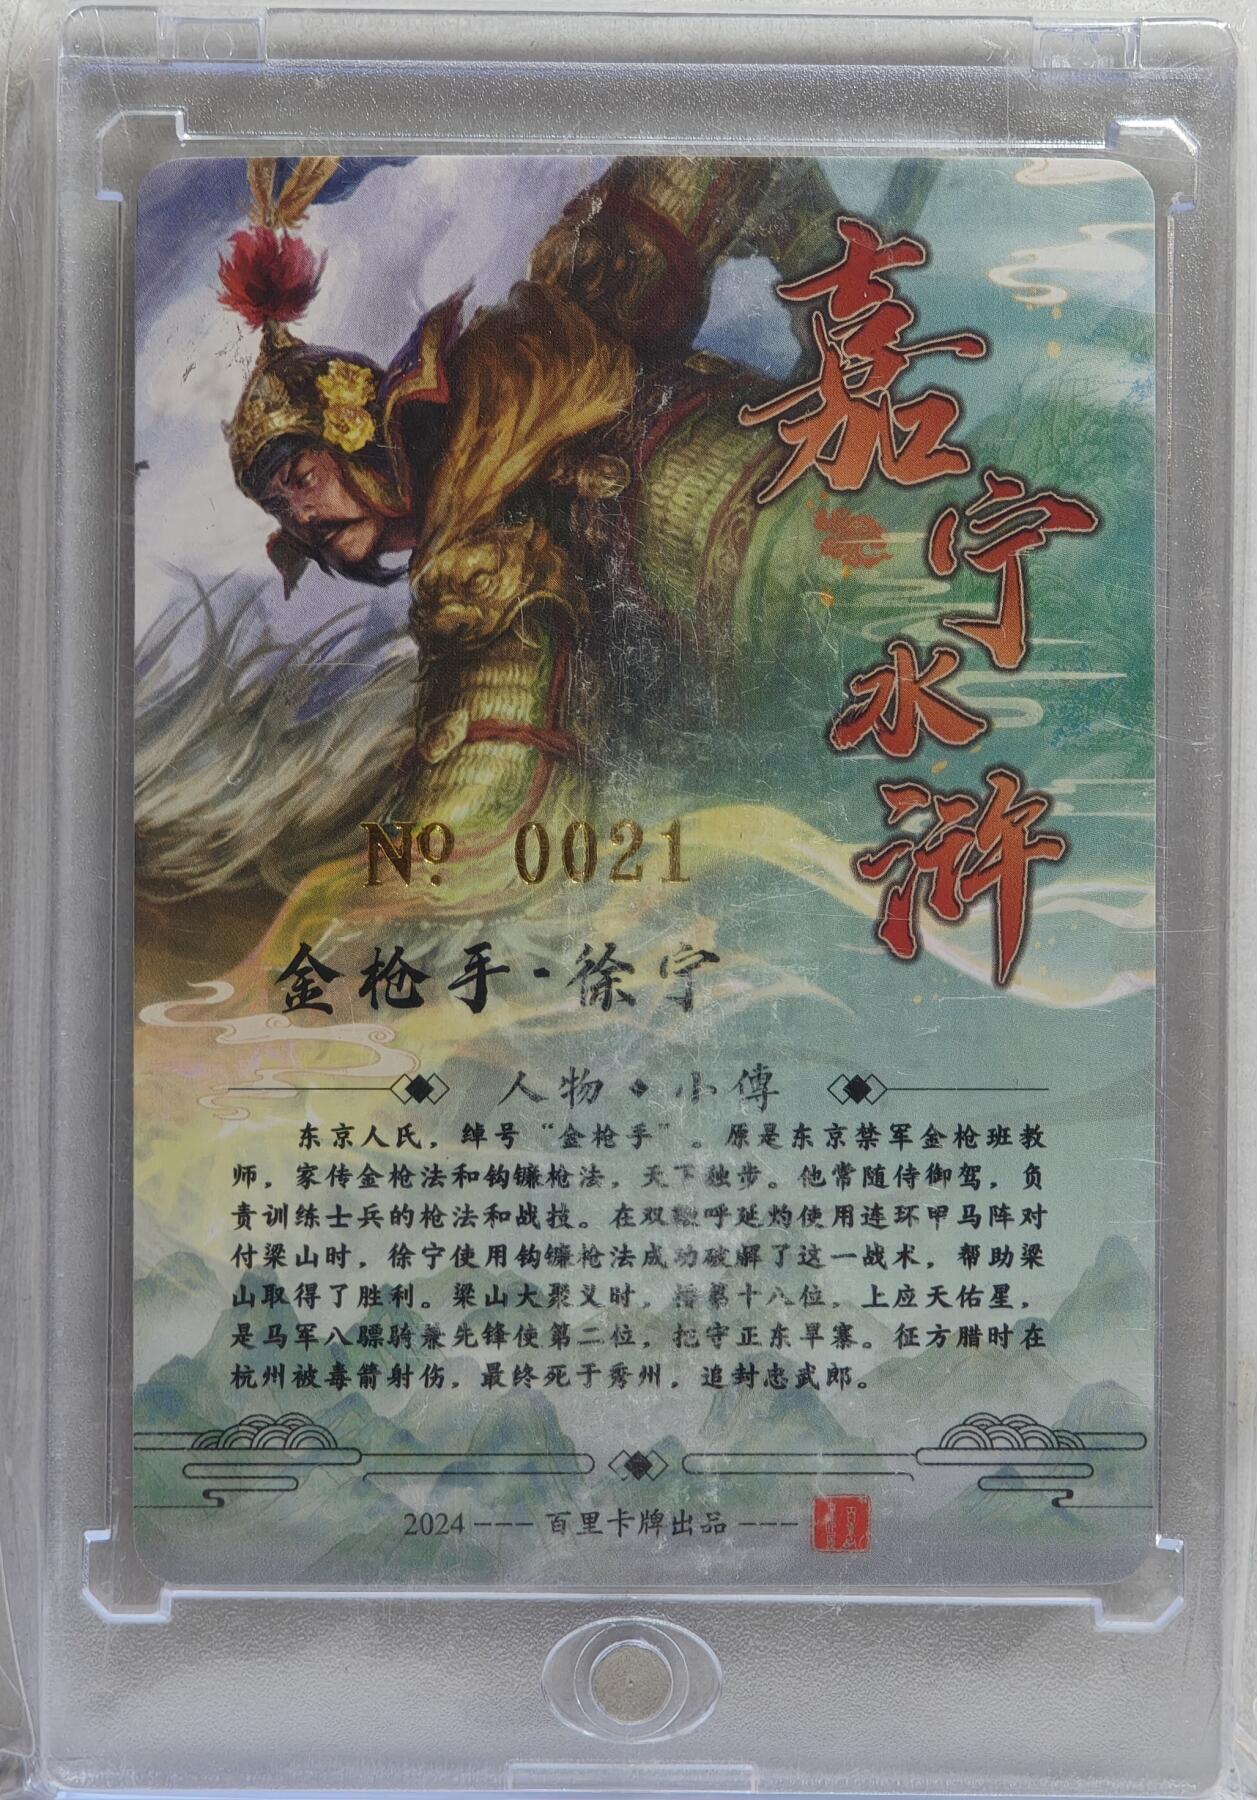 嘉宁水浒
№ 0021
金枪手·徐宁
人物◆小傳
东京人氏，绰号“金枪手”。原是东京禁军金枪班教
师，家传金枪法和钩镰枪法，天下独步。他常随侍御驾，负
责训练士兵的枪法和战技。在双鞭呼延灼使用连环甲马阵对
付梁山时，徐宁使用钩镰枪法成功破解了这一战术，帮助梁
山取得了胜利。梁山大聚义时，排第十八位，上应天佑星，
是马军八骠骑兼先锋使第二位，把守正东旱寨。征方腊时在
杭州被毒箭射伤，最终死于秀州，追封忠武郎。
2024---百里卡牌出品---